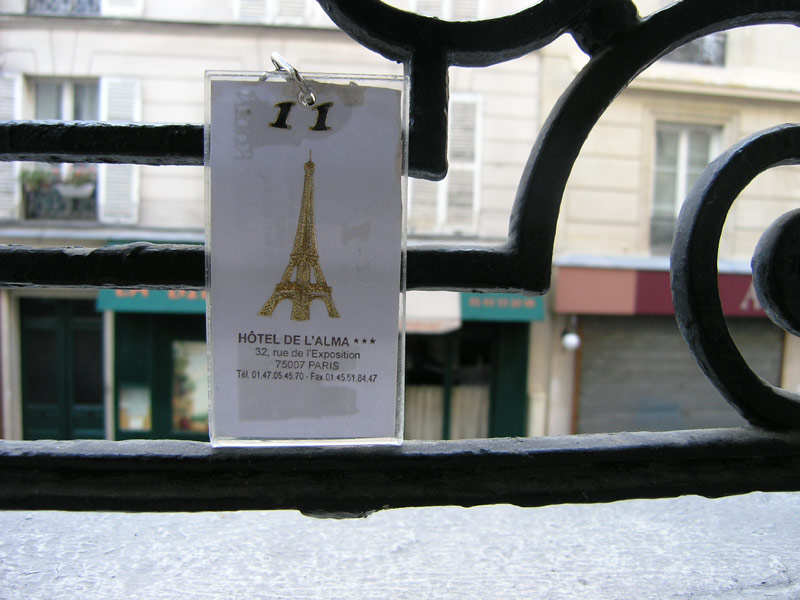 11
HÔTEL DE L'ALMA ★★★
32, rue de l'Exposition
75007 PARIS
Tél. 01.47.05.45.70 - Fax 01.45.51.84.47